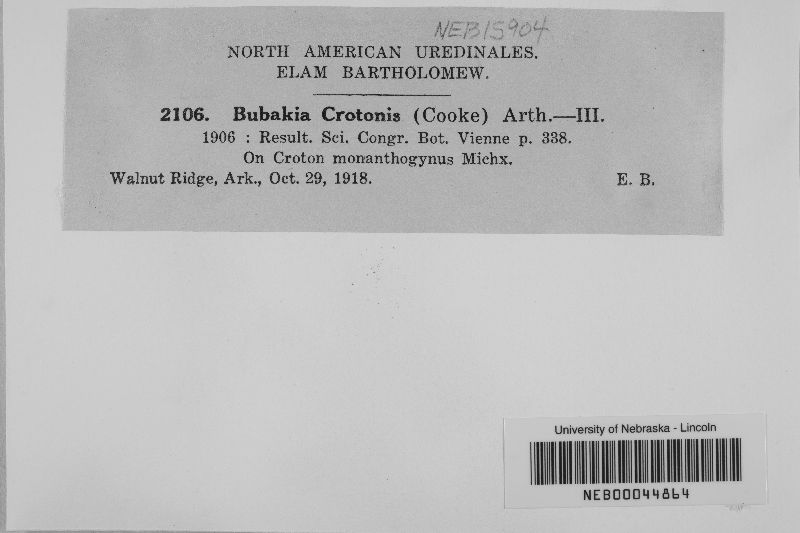 NEB15904
NORTH AMERICAN UREDINALES.
ELAM BARTHOLOMEW.
2106. Bubakia Crotonis (Cooke) Arth.—III.
1906 : Result. Sci. Congr. Bot. Vienne p. 338.
On Croton monanthogynus Michx.
Walnut Ridge, Ark., Oct. 29, 1918. E. B.
University of Nebraska - Lincoln
NEB00044864